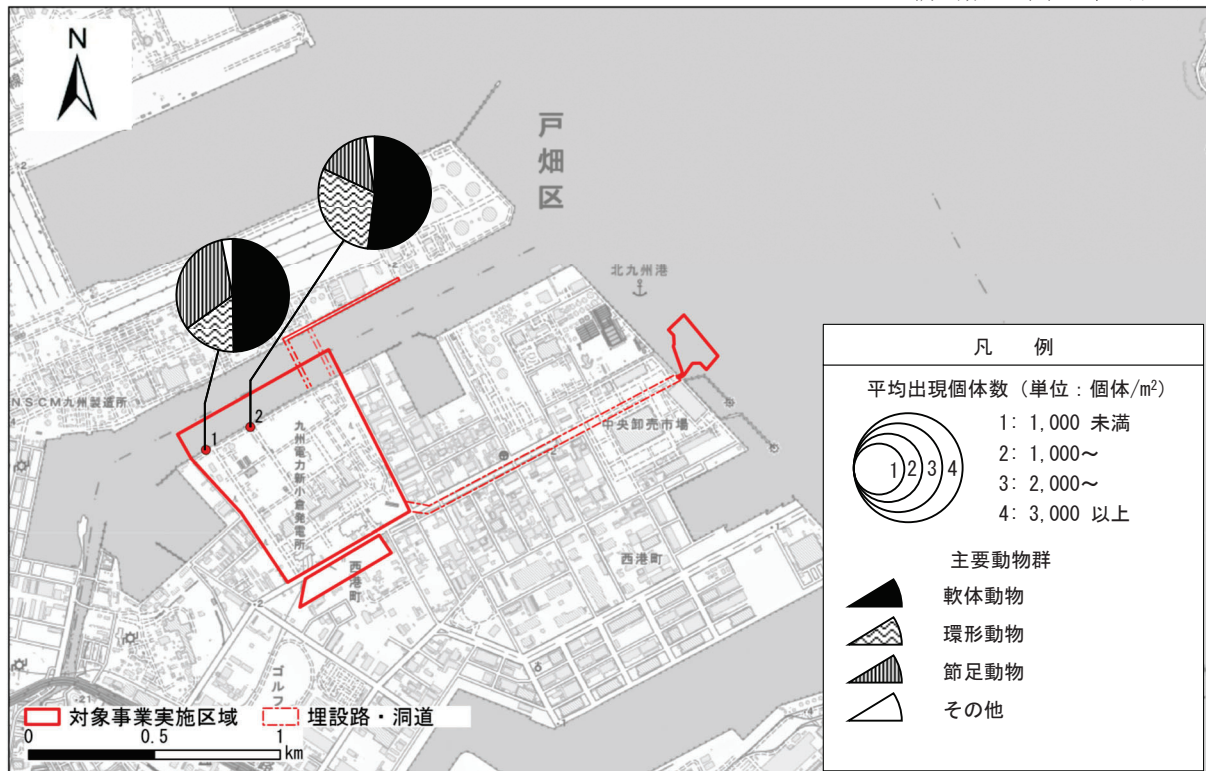 N
戸畑区
北九州港
NSCM九州製造所
1
2
九州電力新小倉発電所
中央卸売市場
西港町
西港町
ゴルフ
対象事業実施区域
埋設路・洞道
0 0.5 1
km
凡 例
平均出現個体数 (単位:個体/m²)
1 2 3 4
1: 1,000 未満
2: 1,000~
3: 2,000~
4: 3,000 以上
主要動物群
軟体動物
環形動物
節足動物
その他